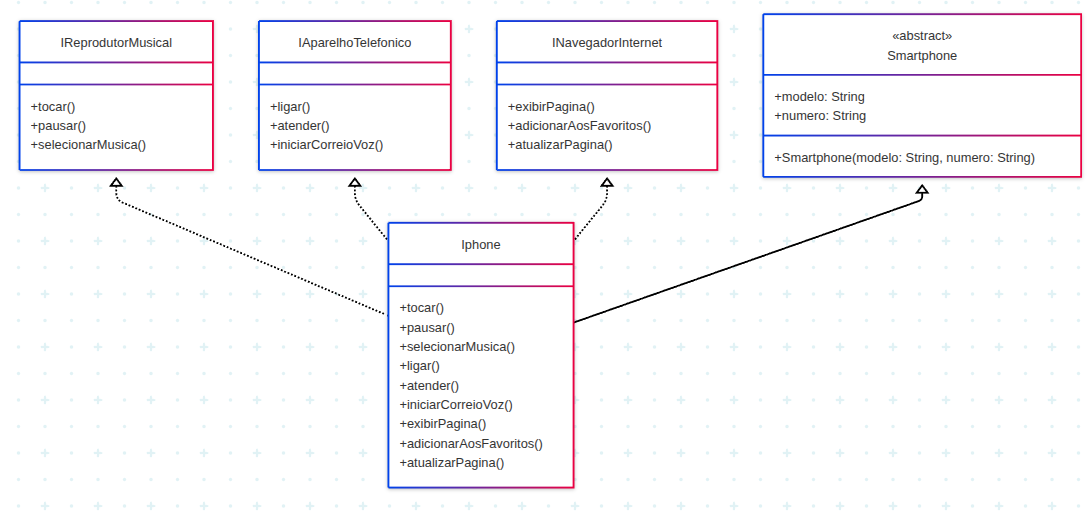 IReprodutorMusical
+tocar()
+pausar()
+selecionarMusica()
IAparelhoTelefonico
+ligar()
+atender()
+iniciarCorreioVoz()
INavegadorInternet
+exibirPagina()
+adicionarAosFavoritos()
+atualizarPagina()
«abstract»
Smartphone
+modelo: String
+numero: String
+Smartphone(modelo: String, numero: String)
Iphone
+tocar()
+pausar()
+selecionarMusica()
+ligar()
+atender()
+iniciarCorreioVoz()
+exibirPagina()
+adicionarAosFavoritos()
+atualizarPagina()